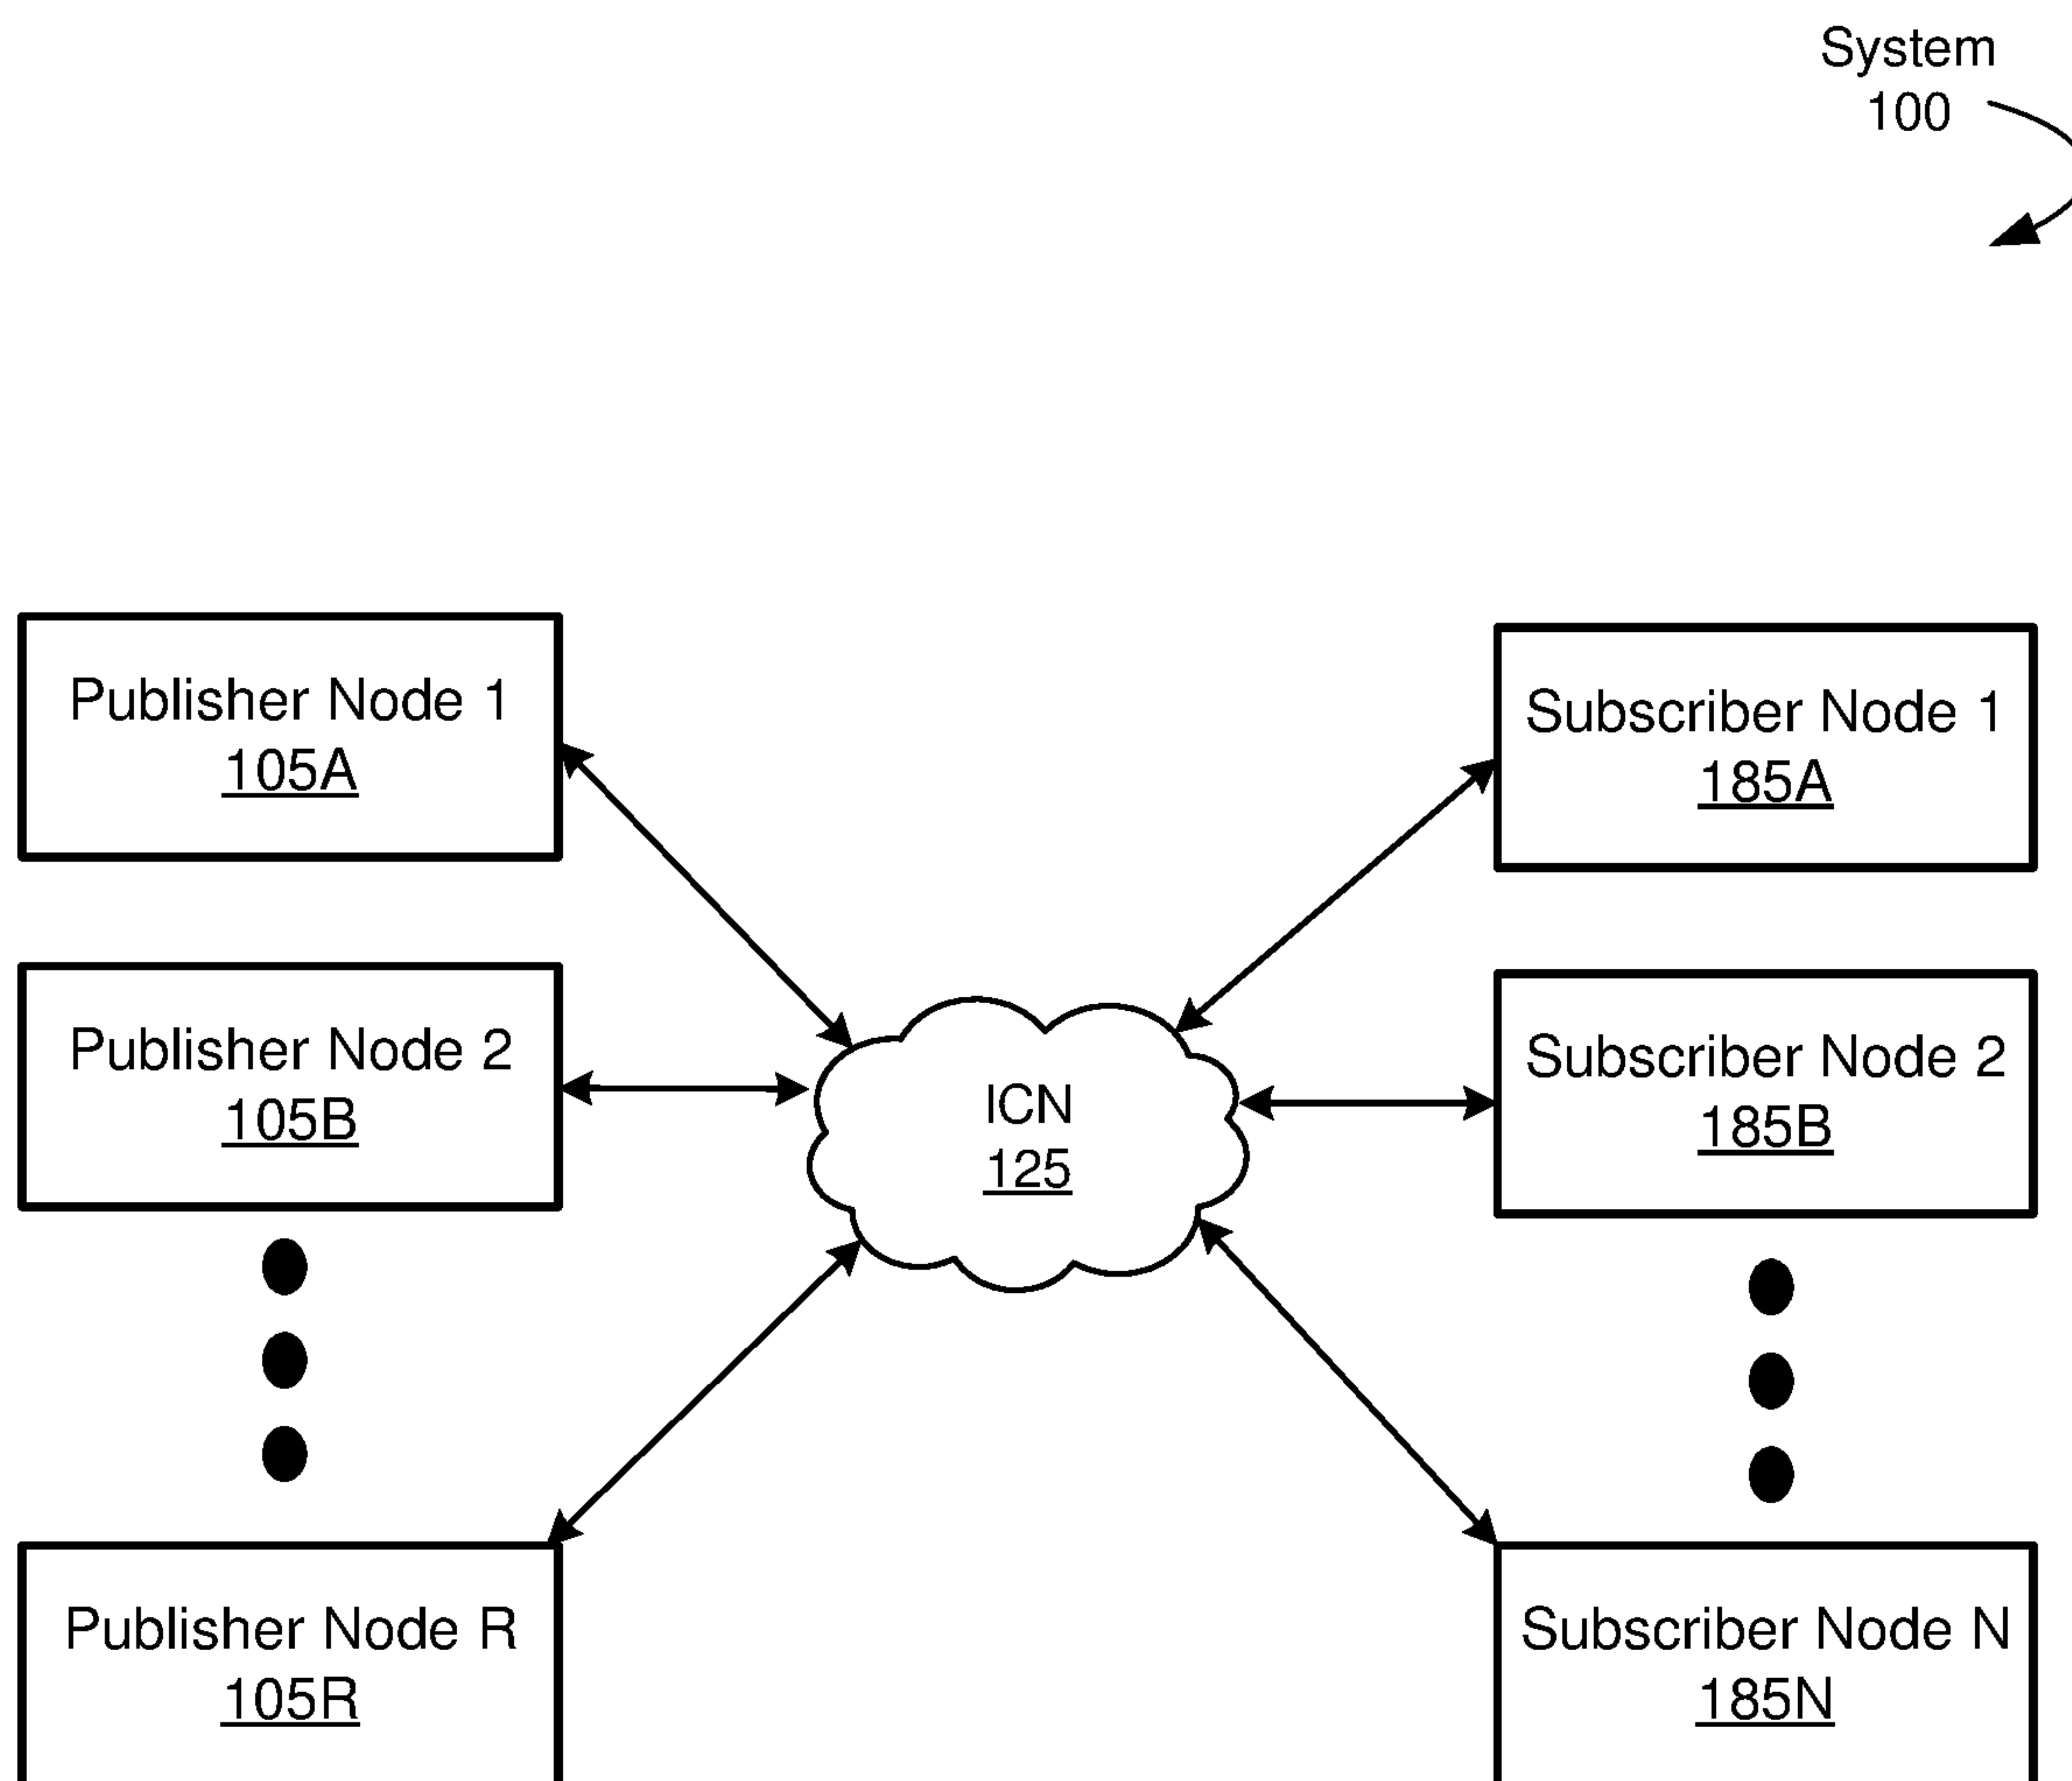 System
100
Publisher Node 1
105A
Subscriber Node 1
185A
Publisher Node 2
105B
ICN
125
Subscriber Node 2
185B
Publisher Node R
105R
Subscriber Node N
185N